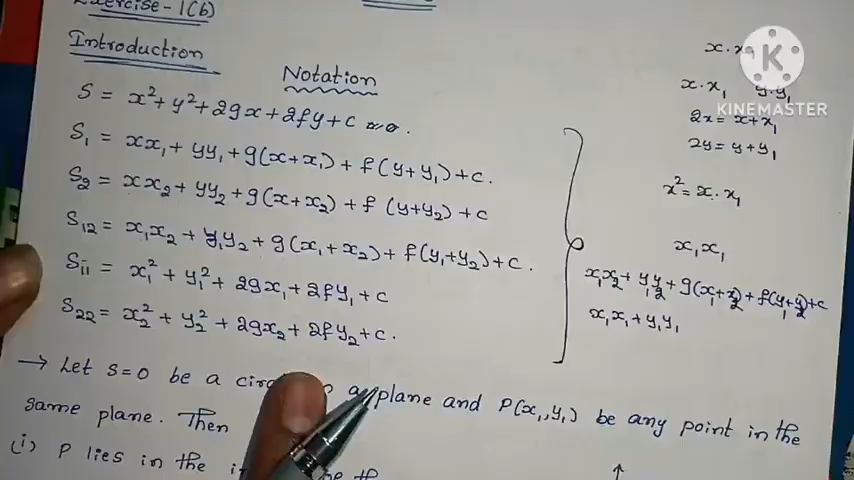 Exercise - 1(b)
Introduction
Notation
S = x² + y² + 2gx + 2fy + c
S₁ = xx₁ + yy₁ + g(x+x₁) + f(y+y₁) + c.
S₂ = xx₂ + yy₂ + g(x+x₂) + f(y+y₂) + c
S₁₂ = x₁x₂ + y₁y₂ + g(x₁+x₂) + f(y₁+y₂) + c.
S₁₁ = x₁² + y₁² + 2gx₁ + 2fy₁ + c
S₂₂ = x₂² + y₂² + 2gx₂ + 2fy₂ + c.
→ Let S=0 be a a plane and P(x₁,y₁) be any point in the
same plane. Then
(i) P lies in the the
x·x₁
x·x₁ y·y₁
2x = x+x₁
2y = y+y₁
x² = x·x₁
x₁x₁
x₁x₂ + y₁y₂ + g(x₁+x₂) + f(y₁+y₂) + c
x₁x₁ + y₁y₁
K
KINEMASTER